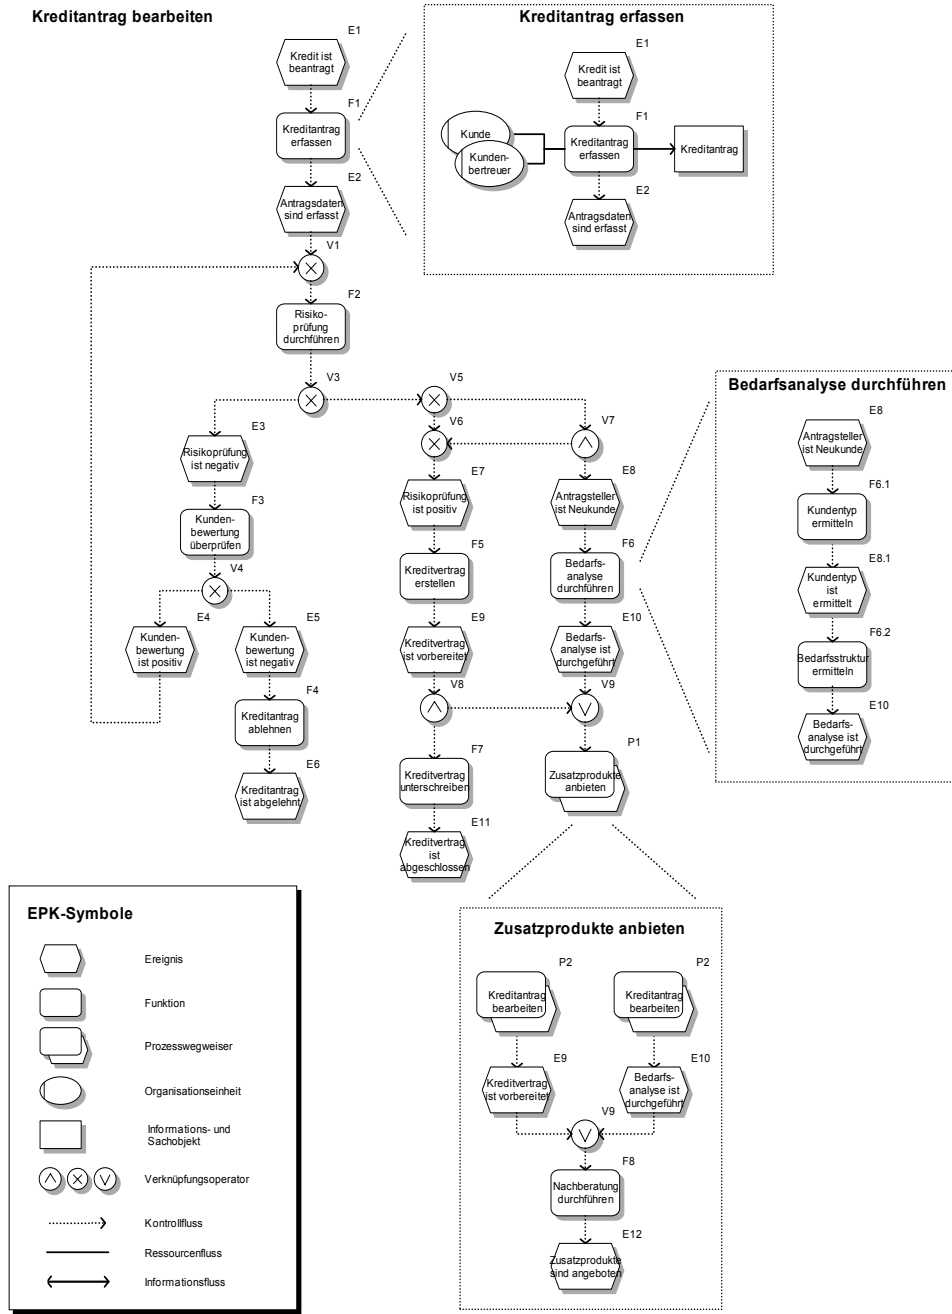 Kreditantrag bearbeiten
E1
Kredit ist
beantragt
F1
Kreditantrag
erfassen
E2
Antragsdaten
sind erfasst
V1
F2
Risiko-
prüfung
durchführen
V3
V5
V6
V7
E3
Risikoprüfung
ist negativ
F3
Kunden-
bewertung
überprüfen
V4
E4
Kunden-
bewertung
ist positiv
E5
Kunden-
bewertung
ist negativ
F4
Kreditantrag
ablehnen
E6
Kreditantrag
ist abgelehnt
E7
Risikoprüfung
ist positiv
F5
Kreditvertrag
erstellen
E9
Kreditvertrag
ist vorbereitet
V8
F7
Kreditvertrag
unterschreiben
E11
Kreditvertrag
ist
abgeschlossen
E8
Antragsteller
ist Neukunde
F6
Bedarfs-
analyse
durchführen
E10
Bedarfs-
analyse ist
durchgeführt
V9
P1
Zusatzprodukte
anbieten
Kreditantrag erfassen
E1
Kredit ist
beantragt
F1
Kunde
Kunden-
bertreuer
Kreditantrag
erfassen
Kreditantrag
E2
Antragsdaten
sind erfasst
Bedarfsanalyse durchführen
E8
Antragsteller
ist Neukunde
F6.1
Kundentyp
ermitteln
E8.1
Kundentyp
ist
ermittelt
F6.2
Bedarfsstruktur
ermitteln
E10
Bedarfs-
analyse ist
durchgeführt
Zusatzprodukte anbieten
P2
Kreditantrag
bearbeiten
P2
Kreditantrag
bearbeiten
E9
Kreditvertrag
ist vorbereitet
E10
Bedarfs-
analyse ist
durchgeführt
V9
F8
Nachberatung
durchführen
E12
Zusatzprodukte
sind angeboten
EPK-Symbole
Ereignis
Funktion
Prozesswegweiser
Organisationseinheit
Informations- und
Sachobjekt
Verknüpfungsoperator
Kontrollfluss
Ressourcenfluss
Informationsfluss